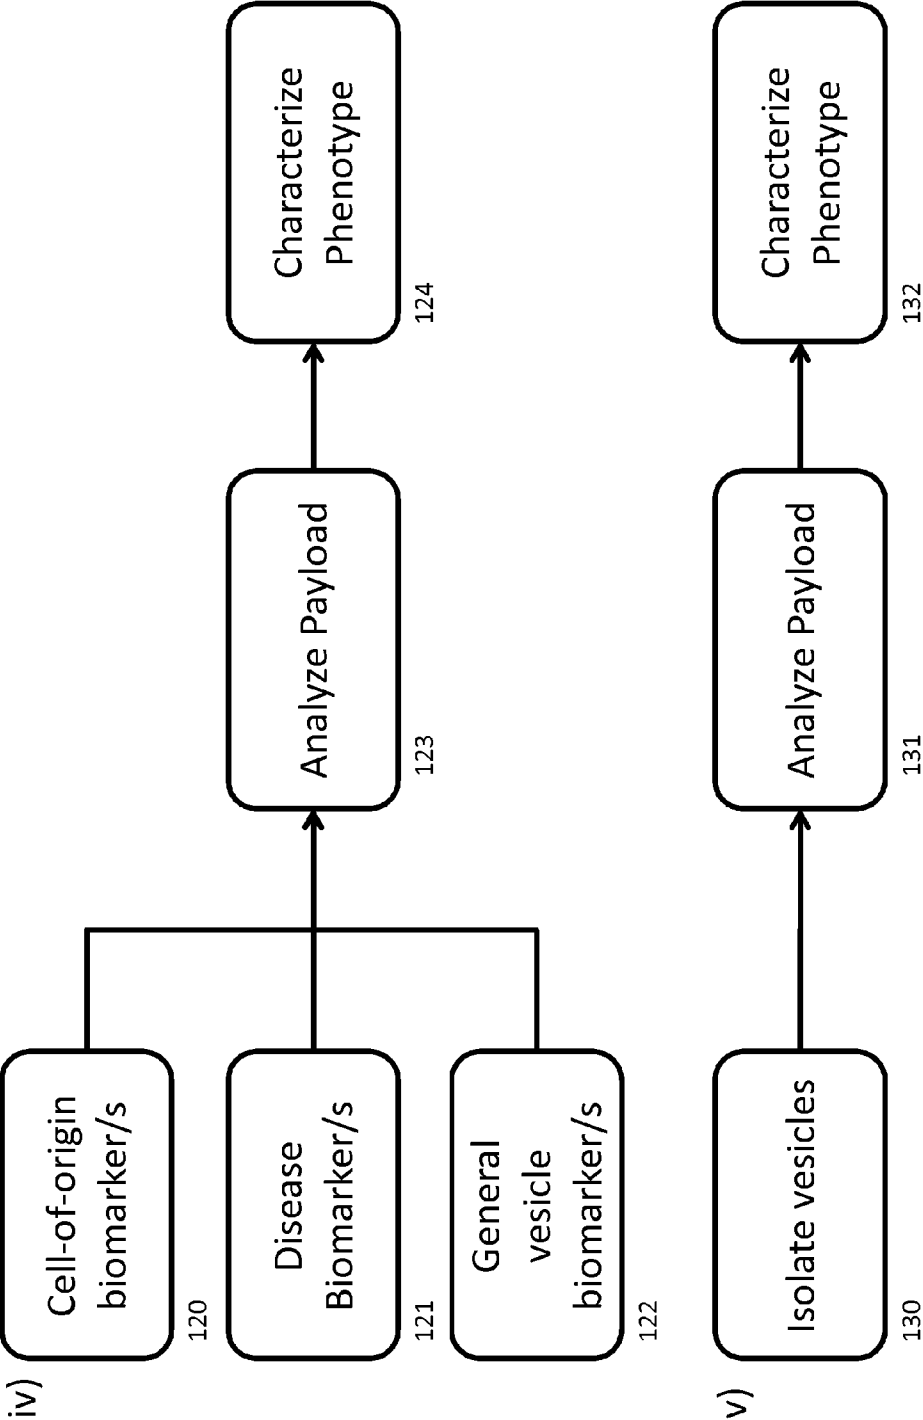 iv)
Cell-of-origin
biomarker/s
120
Disease
Biomarker/s
121
General
vesicle
biomarker/s
122
Analyze Payload
123
Characterize
Phenotype
124
v)
Isolate vesicles
130
Analyze Payload
131
Characterize
Phenotype
132